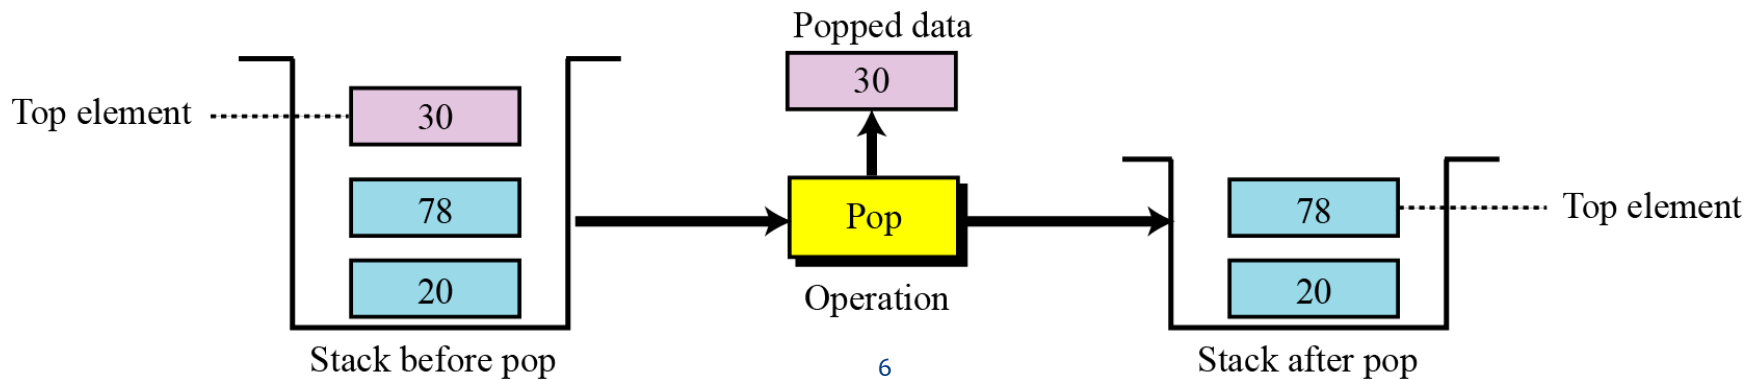 Popped data
30
Top element
30
78
20
Pop
Operation
78
Top element
20
Stack before pop
6
Stack after pop